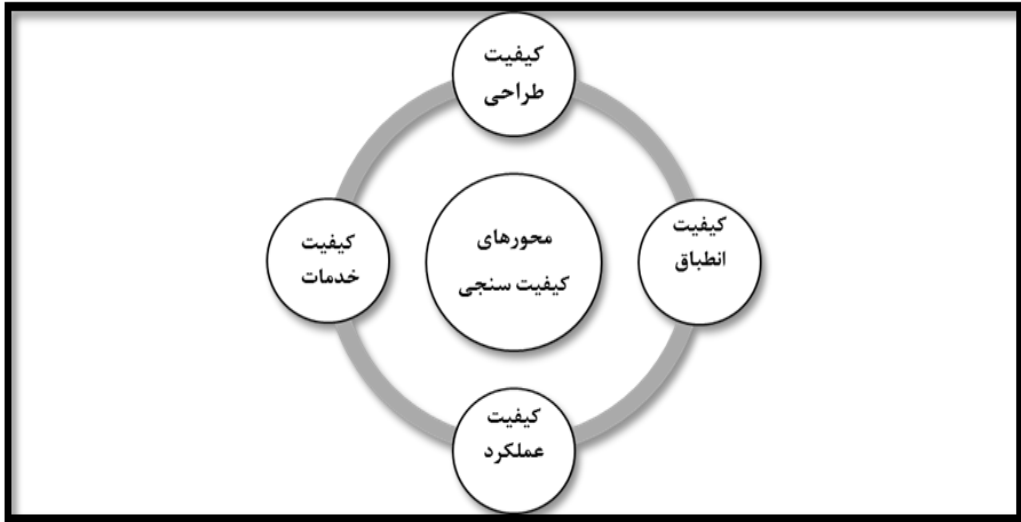 کیفیت
طراحی
کیفیت
انطباق
محورهای
کیفیت سنجی
کیفیت
خدمات
کیفیت
عملکرد